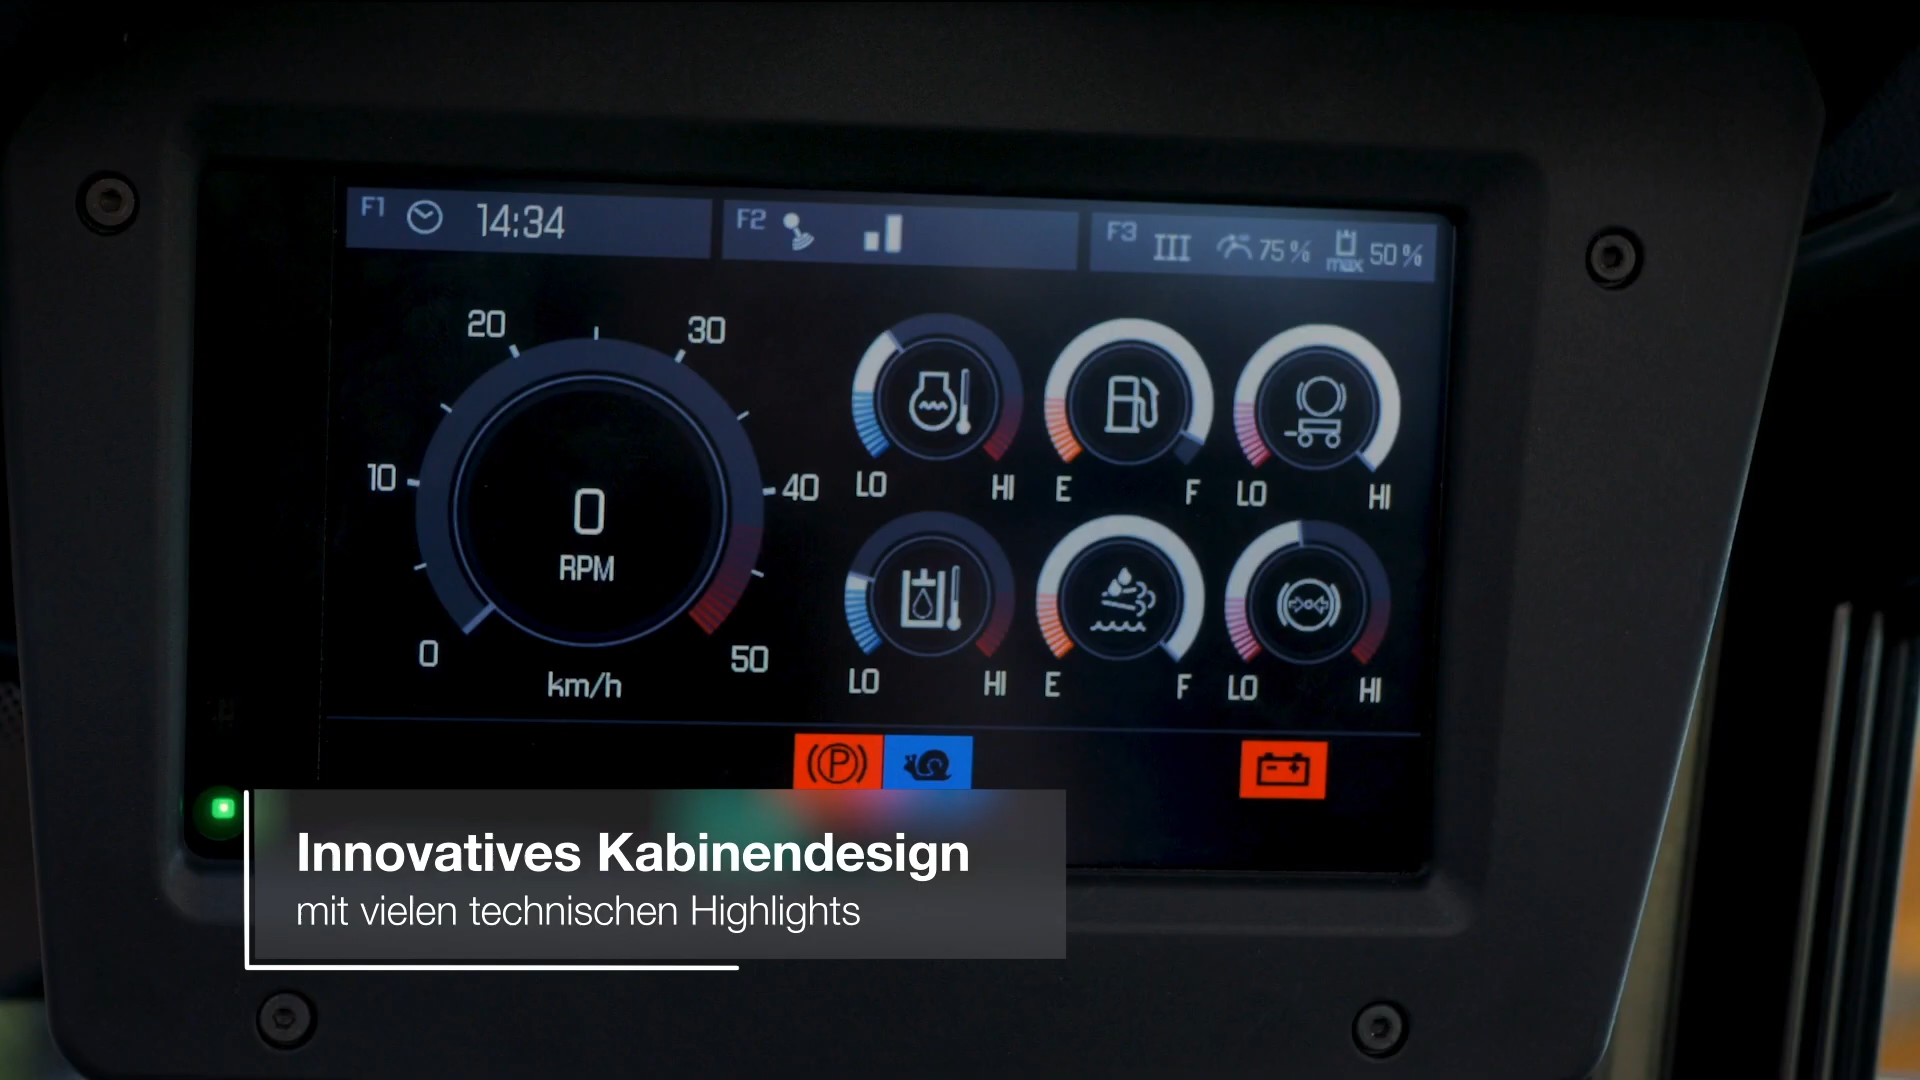 F1 14:34
F2
F3 III 75% max 50%
20 30
10 40
0
RPM
0 50
km/h
LO HI E F LO HI
LO HI E F LO HI
P
Innovatives Kabinendesign
mit vielen technischen Highlights